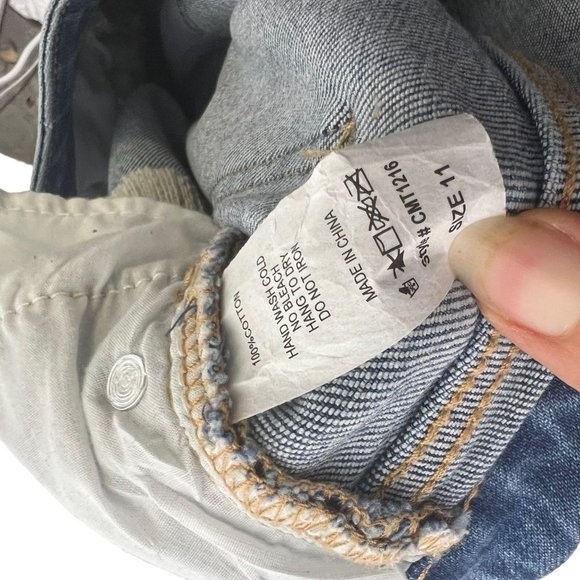 100%COTTON
HAND WASH COLD
NO BLEACH
HANG TO DRY
DO NOT IRON
MADE IN CHINA
Style# CMT1216
SIZE 11